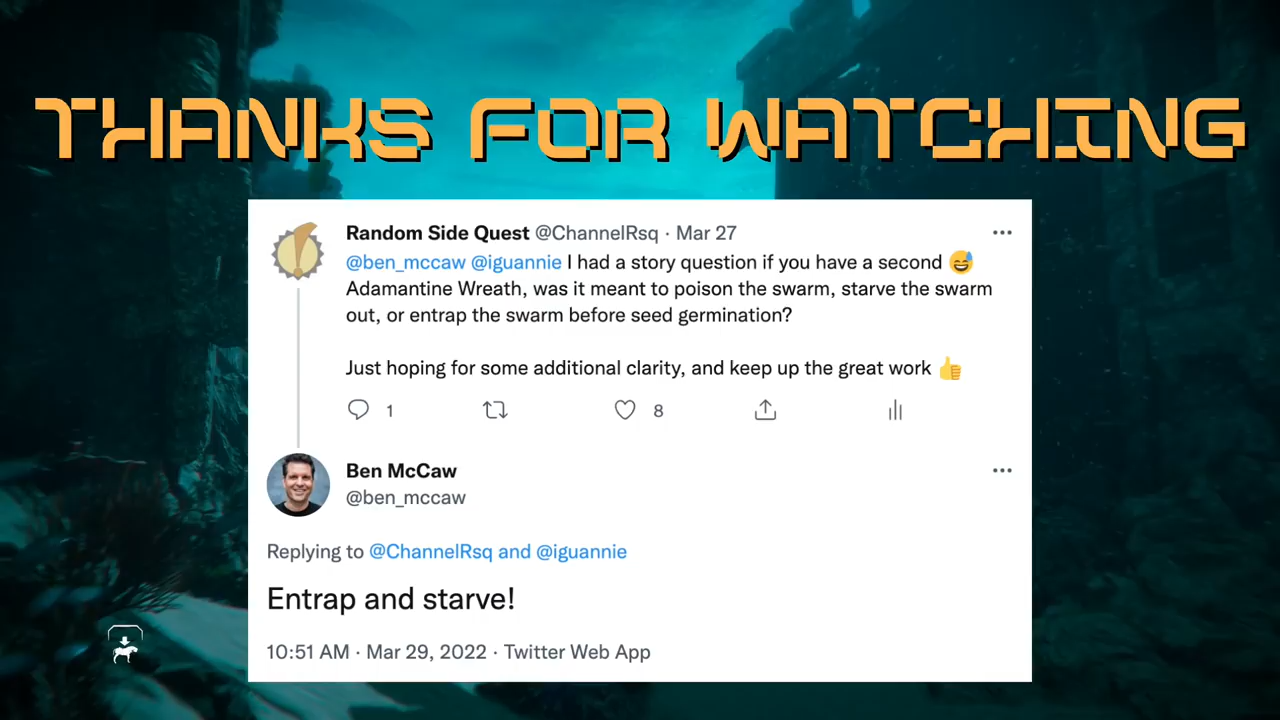 THANKS FOR WATCHING
Random Side Quest @ChannelRsq · Mar 27
@ben_mccaw @iguannie I had a story question if you have a second 😅
Adamantine Wreath, was it meant to poison the swarm, starve the swarm
out, or entrap the swarm before seed germination?
Just hoping for some additional clarity, and keep up the great work 👍
1 8
Ben McCaw
@ben_mccaw
Replying to @ChannelRsq and @iguannie
Entrap and starve!
10:51 AM · Mar 29, 2022 · Twitter Web App